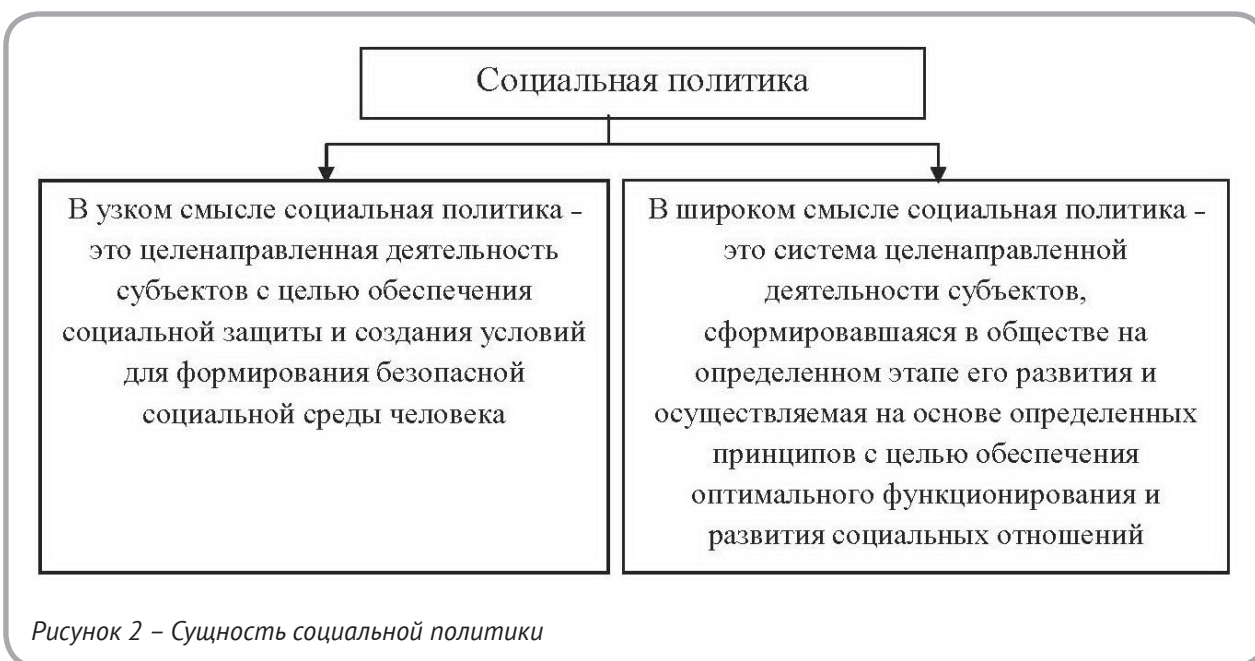 Социальная политика
В узком смысле социальная политика –
это целенаправленная деятельность
субъектов с целью обеспечения
социальной защиты и создания условий
для формирования безопасной
социальной среды человека
В широком смысле социальная политика –
это система целенаправленной
деятельности субъектов,
сформировавшаяся в обществе на
определенном этапе его развития и
осуществляемая на основе определенных
принципов с целью обеспечения
оптимального функционирования и
развития социальных отношений
Рисунок 2 – Сущность социальной политики